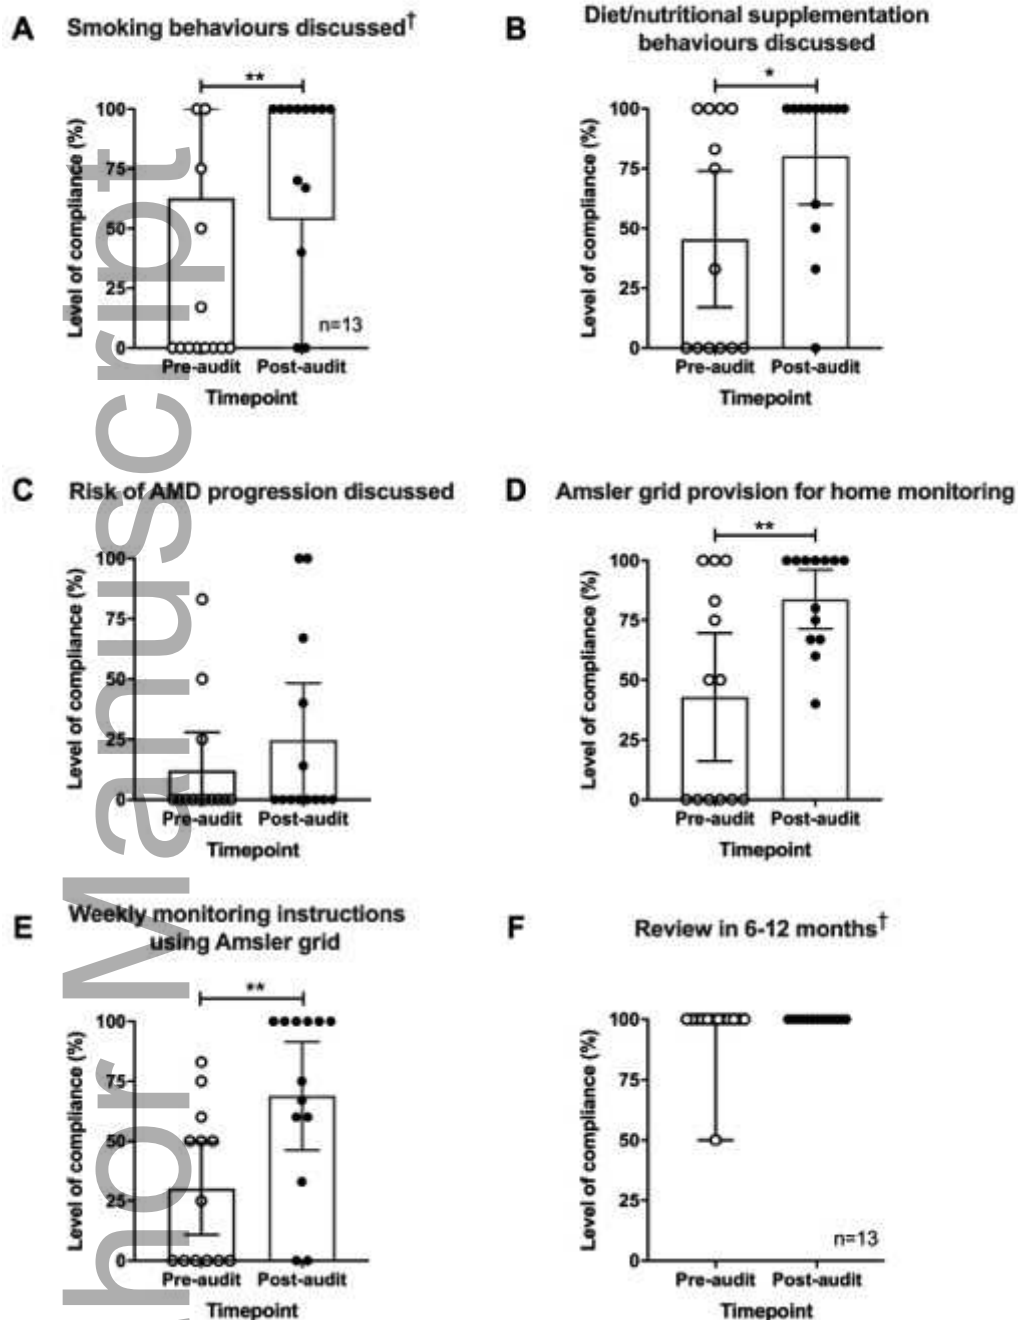 A Smoking behaviours discussed†
**
Level of compliance (%)
100
75
50
25
0
n=13
Pre-audit Post-audit
Timepoint
B Diet/nutritional supplementation
behaviours discussed
*
Level of compliance (%)
100
75
50
25
0
Pre-audit Post-audit
Timepoint
C Risk of AMD progression discussed
Level of compliance (%)
100
75
50
25
0
Pre-audit Post-audit
Timepoint
D Amsler grid provision for home monitoring
**
Level of compliance (%)
100
75
50
25
0
Pre-audit Post-audit
Timepoint
E Weekly monitoring instructions
using Amsler grid
**
Level of compliance (%)
100
75
50
25
0
Pre-audit Post-audit
Timepoint
F Review in 6-12 months†
Level of compliance (%)
100
75
50
25
0
n=13
Pre-audit Post-audit
Timepoint
hor Manuscript